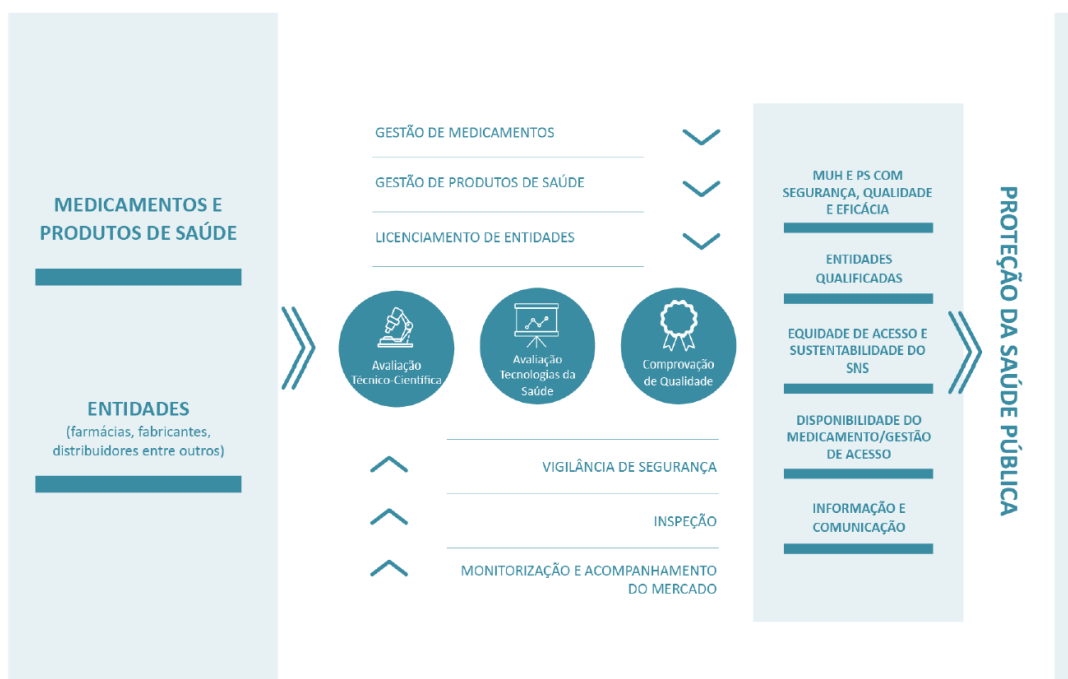 MEDICAMENTOS E
PRODUTOS DE SAÚDE
ENTIDADES
(farmácias, fabricantes,
distribuidores entre outros)
GESTÃO DE MEDICAMENTOS
GESTÃO DE PRODUTOS DE SAÚDE
LICENCIAMENTO DE ENTIDADES
Avaliação
Técnico-Científica
Avaliação
Tecnologias da
Saúde
Comprovação
de Qualidade
VIGILÂNCIA DE SEGURANÇA
INSPEÇÃO
MONITORIZAÇÃO E ACOMPANHAMENTO
DO MERCADO
MUH E PS COM
SEGURANÇA, QUALIDADE
E EFICÁCIA
ENTIDADES
QUALIFICADAS
EQUIDADE DE ACESSO E
SUSTENTABILIDADE DO
SNS
DISPONIBILIDADE DO
MEDICAMENTO/GESTÃO
DE ACESSO
INFORMAÇÃO E
COMUNICAÇÃO
PROTEÇÃO DA SAÚDE PÚBLICA